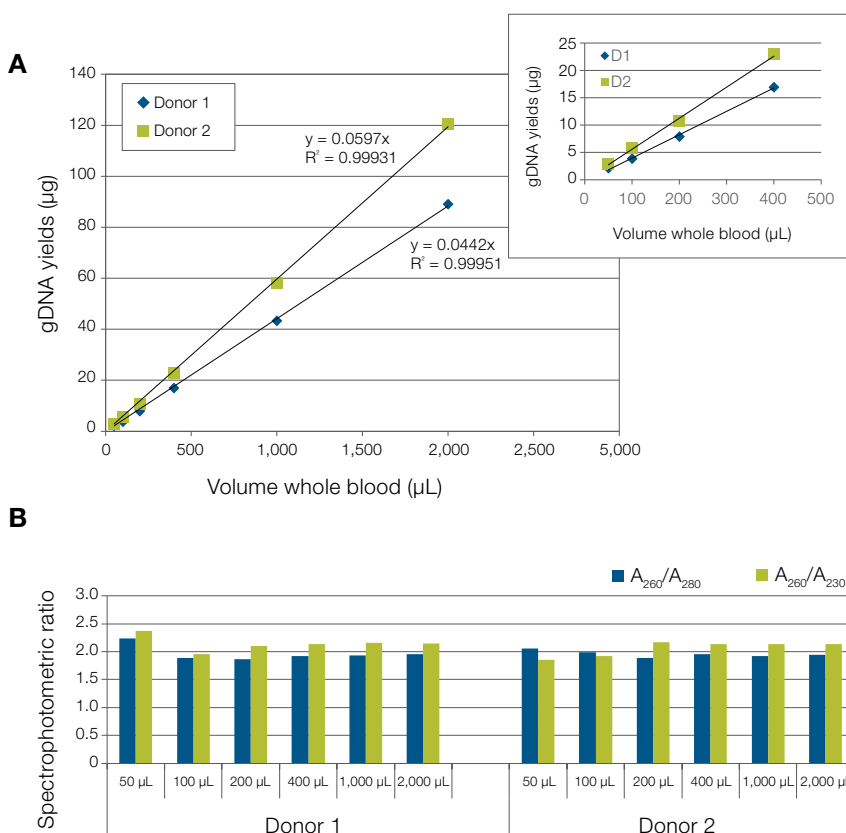 A
gDNA yields (µg)
140
120
100
80
60
40
20
0
Donor 1
Donor 2
y = 0.0597x
R² = 0.99931
y = 0.0442x
R² = 0.99951
0 500 1,000 1,500 2,000 2,500 5,000
Volume whole blood (µL)
gDNA yields (µg)
25
20
15
10
5
0
D1
D2
0 100 200 300 400 500
Volume whole blood (µL)
B
A₂₆₀/A₂₈₀ A₂₆₀/A₂₃₀
Spectrophotometric ratio
3.0
2.5
2.0
1.5
1.0
0.5
0
50 µL 100 µL 200 µL 400 µL 1,000 µL 2,000 µL 50 µL 100 µL 200 µL 400 µL 1,000 µL 2,000 µL
Donor 1 Donor 2